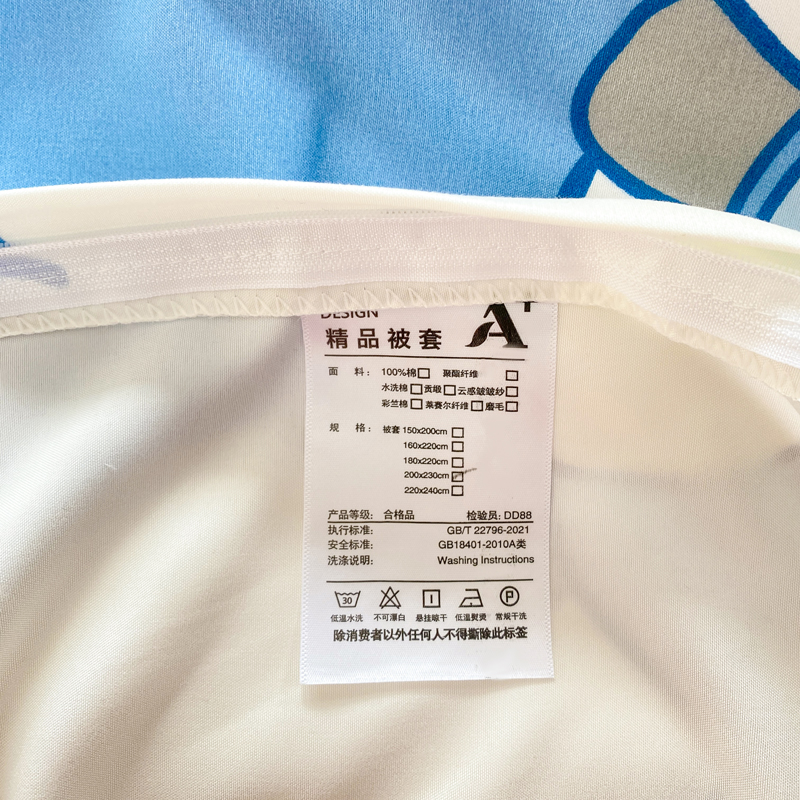 DESIGN
A+
精品被套
面 料: 100%棉□ 聚酯纤维 □
水洗棉□ 贡缎□ 云感皱皱纱□
彩兰棉□ 莱赛尔纤维□ 磨毛□
规 格: 被套 150x200cm □
160x220cm □
180x220cm □
200x230cm ☑
220x240cm □
产品等级: 合格品 检验员: DD88
执行标准: GB/T 22796-2021
安全标准: GB18401-2010A类
洗涤说明: Washing Instructions
30 P
低温水洗 不可漂白 悬挂晾干 低温熨烫 常规干洗
除消费者以外任何人不得撕除此标签